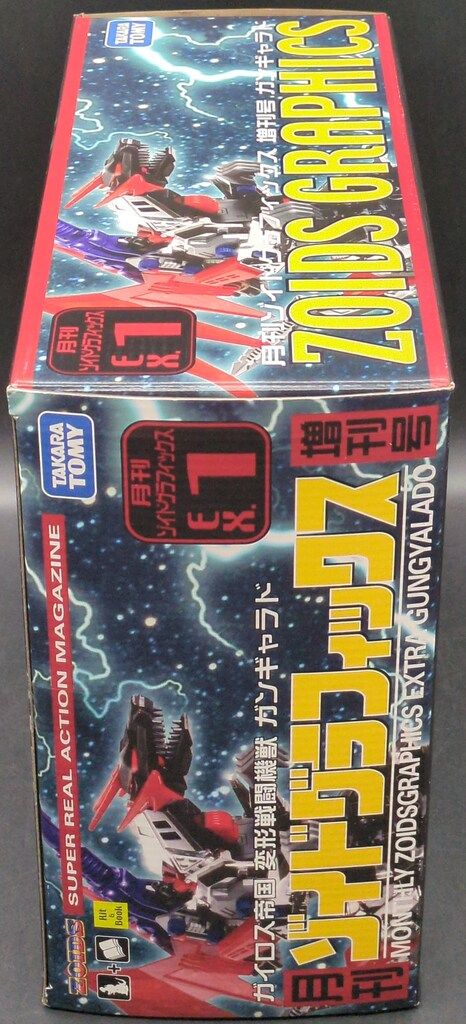 TAKARA
TOMY
月刊
ゾイドグラフィックス
EX.
1
月刊ゾイドグラフィックス 増刊号 ガンギャラド
ZOIDS GRAPHICS
TAKARA
TOMY
月刊
ゾイドグラフィックス
EX.
1
ZOIDS SUPER REAL ACTION MAGAZINE
Kit
&
Book
ガイロス帝国 変形戦闘機獣 ガンギャラド
月刊 ゾイドグラフィックス 増刊号
MONTHLY ZOIDSGRAPHICS EXTRA GUNGYALADO